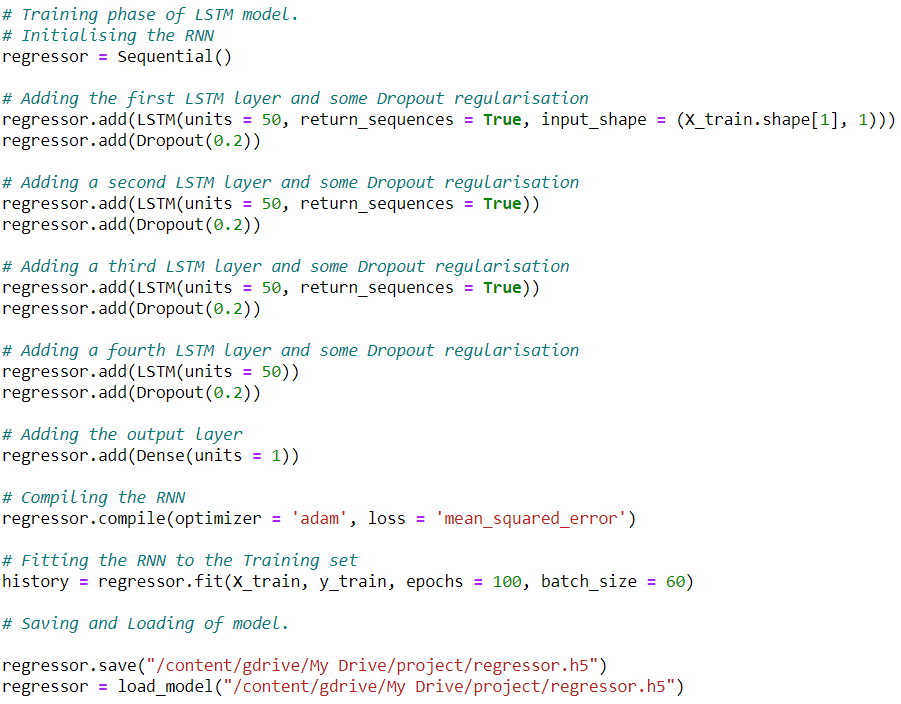 # Training phase of LSTM model.
# Initialising the RNN
regressor = Sequential()
# Adding the first LSTM layer and some Dropout regularisation
regressor.add(LSTM(units = 50, return_sequences = True, input_shape = (X_train.shape[1], 1)))
regressor.add(Dropout(0.2))
# Adding a second LSTM layer and some Dropout regularisation
regressor.add(LSTM(units = 50, return_sequences = True))
regressor.add(Dropout(0.2))
# Adding a third LSTM layer and some Dropout regularisation
regressor.add(LSTM(units = 50, return_sequences = True))
regressor.add(Dropout(0.2))
# Adding a fourth LSTM layer and some Dropout regularisation
regressor.add(LSTM(units = 50))
regressor.add(Dropout(0.2))
# Adding the output layer
regressor.add(Dense(units = 1))
# Compiling the RNN
regressor.compile(optimizer = 'adam', loss = 'mean_squared_error')
# Fitting the RNN to the Training set
history = regressor.fit(X_train, y_train, epochs = 100, batch_size = 60)
# Saving and Loading of model.
regressor.save("/content/gdrive/My Drive/project/regressor.h5")
regressor = load_model("/content/gdrive/My Drive/project/regressor.h5")